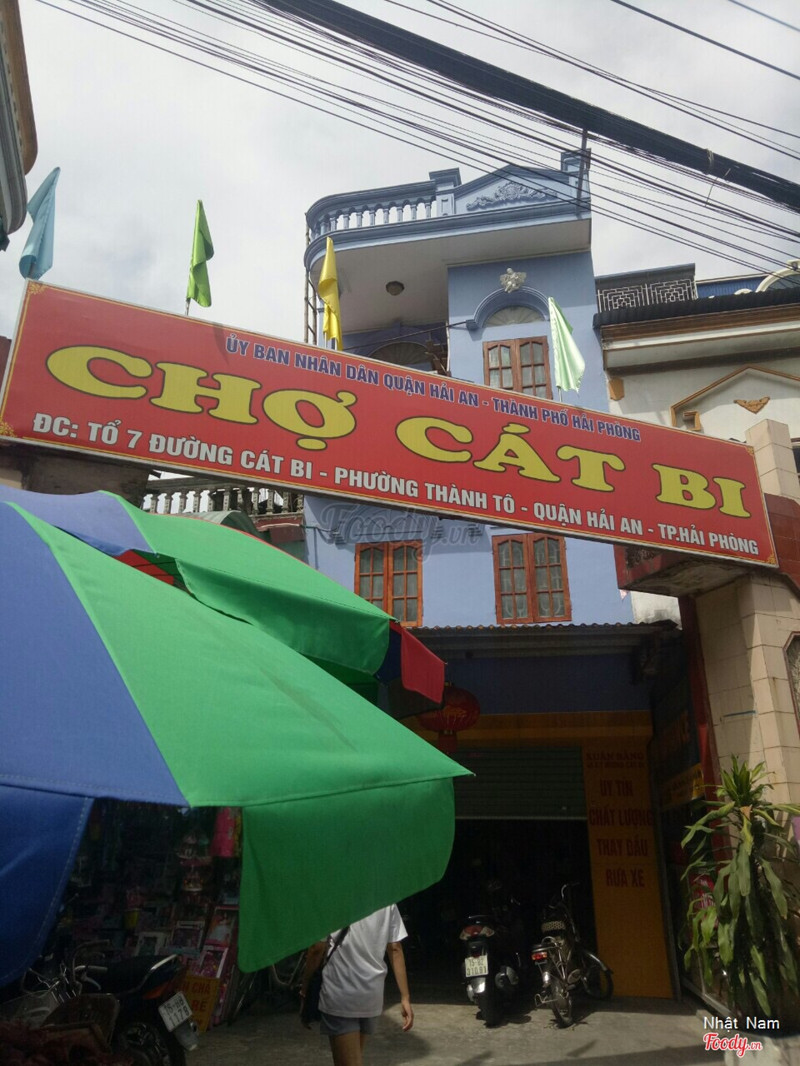 ỦY BAN NHÂN DÂN QUẬN HẢI AN - THÀNH PHỐ HẢI PHÒNG
CHỢ CÁT BI
ĐC: TỔ 7 ĐƯỜNG CÁT BI - PHƯỜNG THÀNH TÔ - QUẬN HẢI AN - TP.HẢI PHÒNG
Foody.vn
UY TÍN
CHẤT LƯỢNG
THAY DẦU
RỬA XE
Nhật Nam
Foody.vn